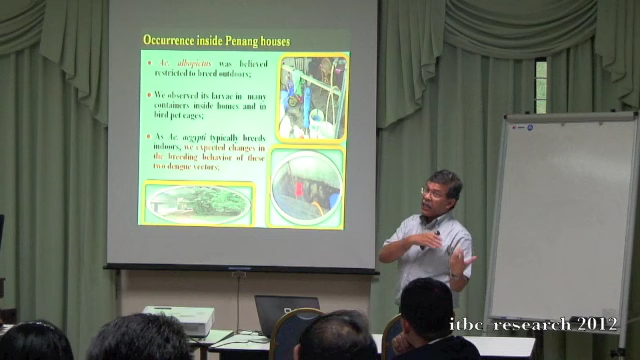 Occurrence inside Penang houses
Ae. albopictus was believed
restricted to breed outdoors;
We observed its larvae in many
containers inside homes and in
bird pet cages;
As Ae. aegypti typically breeds
indoors, we expected changes in
the breeding behavior of these
two dengue vectors;
itbc research 2012